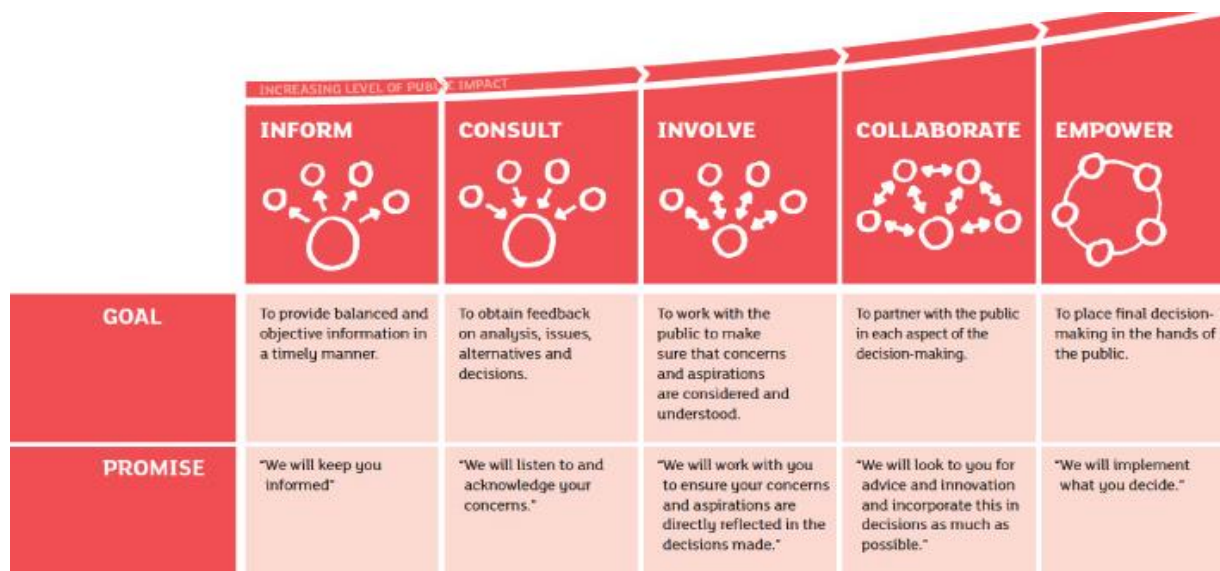 INCREASING LEVEL OF PUBLIC IMPACT
INFORM
CONSULT
INVOLVE
COLLABORATE
EMPOWER
GOAL
To provide balanced and
objective information in
a timely manner.
To obtain feedback
on analysis, issues,
alternatives and
decisions.
To work with the
public to make
sure that concerns
and aspirations
are considered and
understood.
To partner with the public
in each aspect of the
decision-making.
To place final decision-
making in the hands of
the public.
PROMISE
“We will keep you
informed”
“We will listen to and
acknowledge your
concerns.”
“We will work with you
to ensure your concerns
and aspirations are
directly reflected in the
decisions made.”
“We will look to you for
advice and innovation
and incorporate this in
decisions as much as
possible.”
“We will implement
what you decide.”